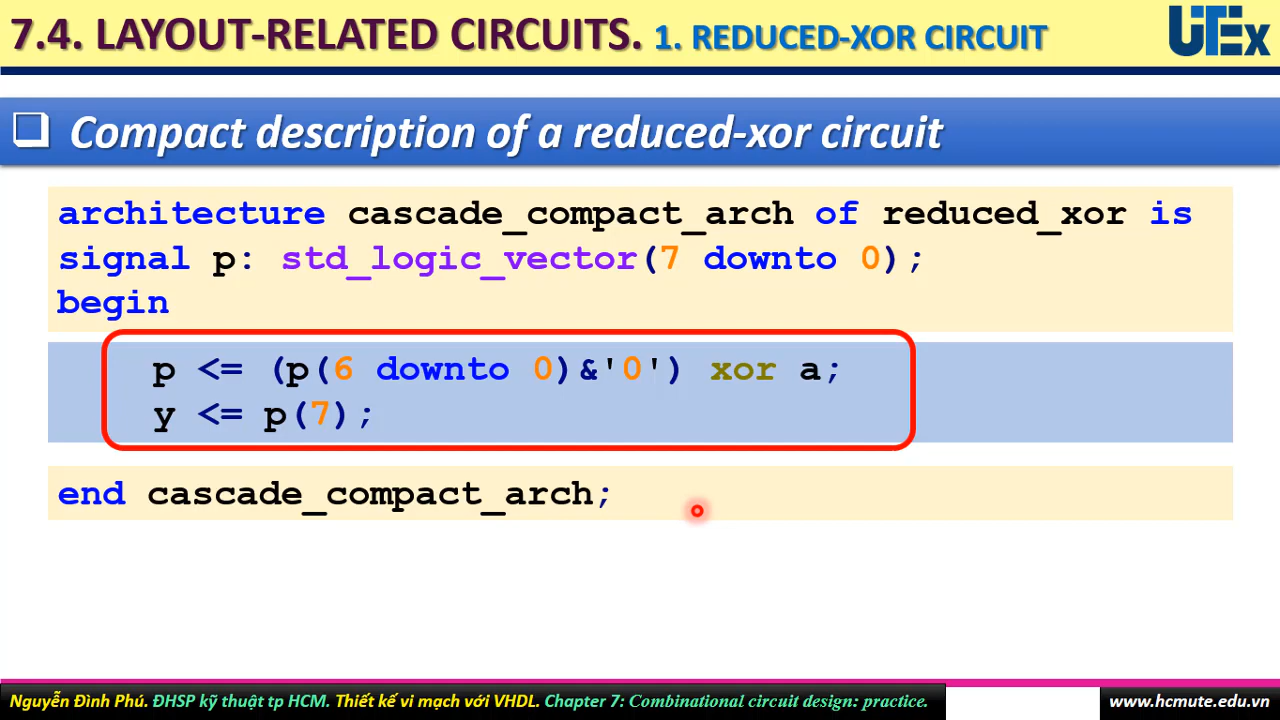 7.4. LAYOUT-RELATED CIRCUITS. 1. REDUCED-XOR CIRCUIT
UTEx
Compact description of a reduced-xor circuit
architecture cascade_compact_arch of reduced_xor is
signal p: std_logic_vector(7 downto 0);
begin
p <= (p(6 downto 0)&'0') xor a;
y <= p(7);
end cascade_compact_arch;
Nguyễn Đình Phú. ĐHSP kỹ thuật tp HCM. Thiết kế vi mạch với VHDL. Chapter 7: Combinational circuit design: practice.
www.hcmute.edu.vn